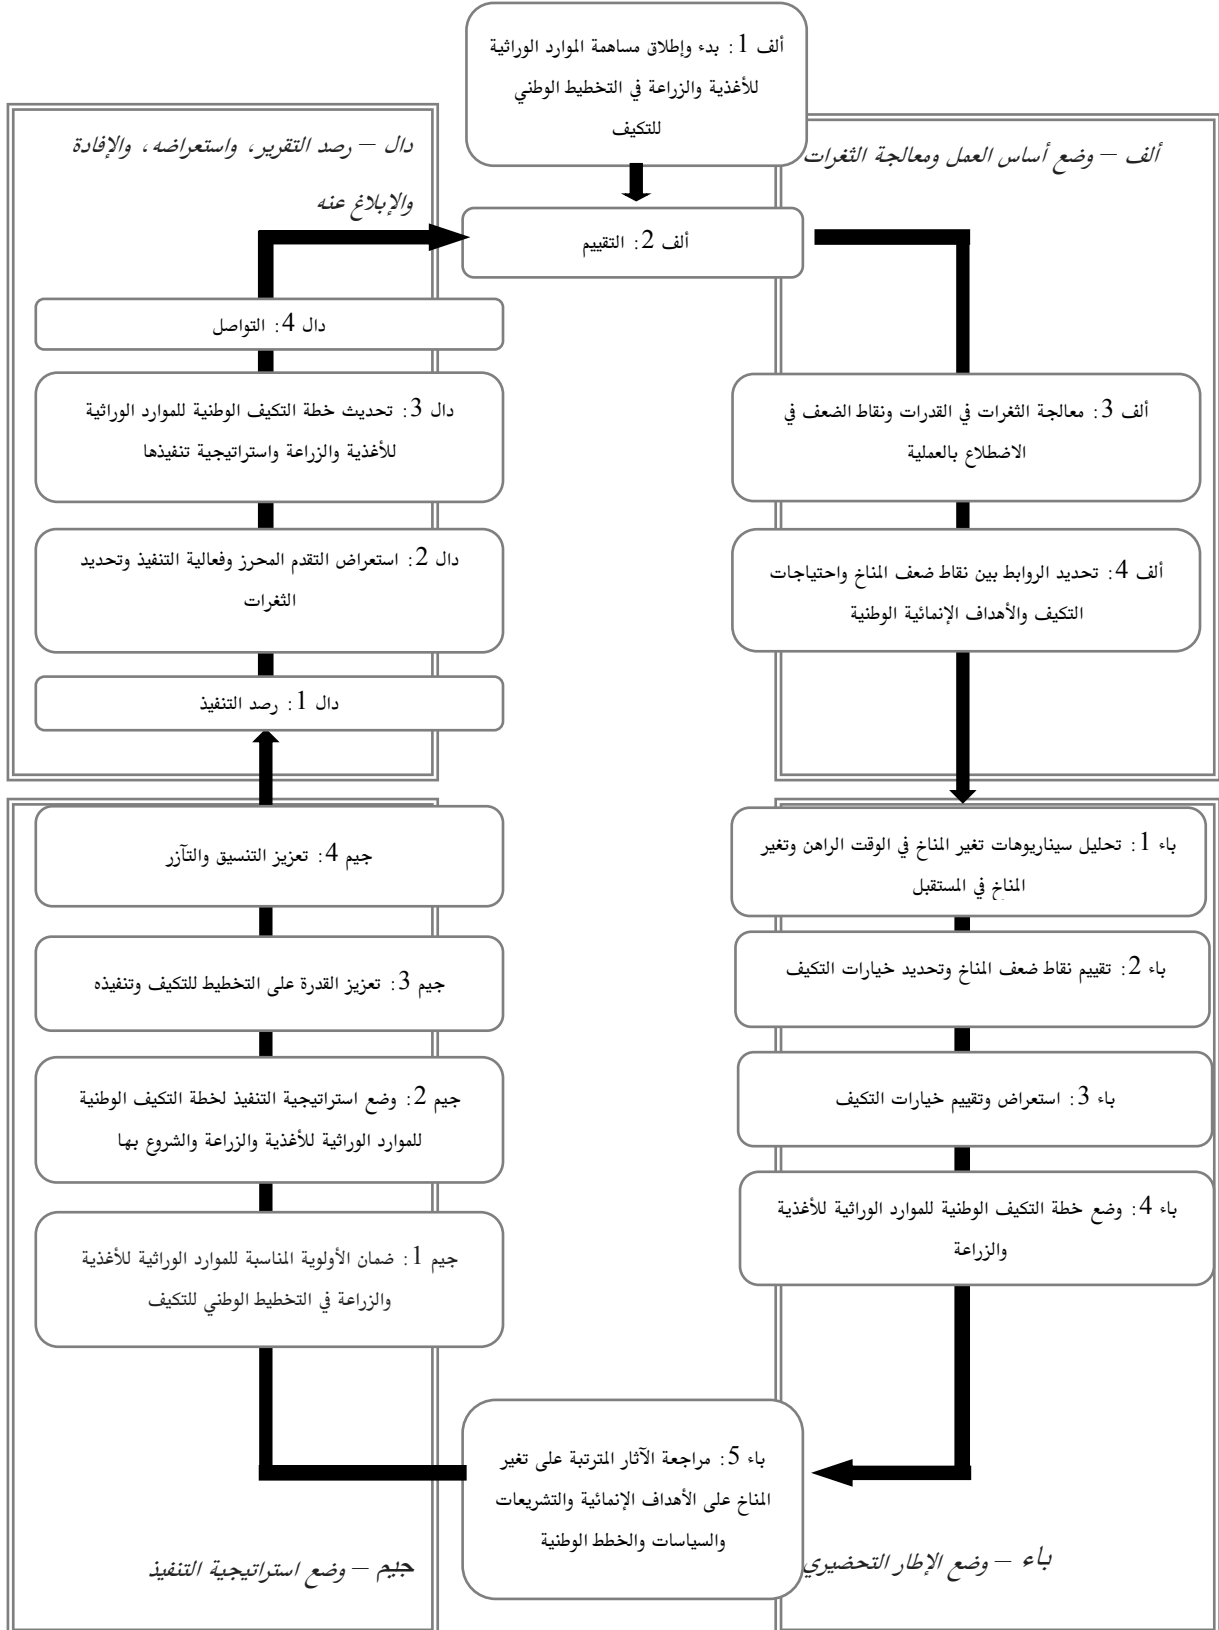 ألف 1: بدء وإطلاق مساهمة الموارد الوراثية
للأغذية والزراعة في التخطيط الوطني
للتكيف
ألف – وضع أساس العمل ومعالجة الثغرات
ألف 2: التقييم
ألف 3: معالجة الثغرات في القدرات ونقاط الضعف في
الاضطلاع بالعملية
ألف 4: تحديد الروابط بين نقاط ضعف المناخ واحتياجات
التكيف والأهداف الإنمائية الوطنية
باء 1: تحليل سيناريوهات تغير المناخ في الوقت الراهن وتغير
المناخ في المستقبل
باء 2: تقييم نقاط ضعف المناخ وتحديد خيارات التكيف
باء 3: استعراض وتقييم خيارات التكيف
باء 4: وضع خطة التكيف الوطنية للموارد الوراثية للأغذية
والزراعة
باء 5: مراجعة الآثار المترتبة على تغير
المناخ على الأهداف الإنمائية والتشريعات
والسياسات والخطط الوطنية
باء – وضع الإطار التحضيري
دال – رصد التقرير، واستعراضه، والإفادة
والإبلاغ عنه
دال 4: التواصل
دال 3: تحديث خطة التكيف الوطنية للموارد الوراثية
للأغذية والزراعة واستراتيجية تنفيذها
دال 2: استعراض التقدم المحرز وفعالية التنفيذ وتحديد
الثغرات
دال 1: رصد التنفيذ
جيم 4: تعزيز التنسيق والتآزر
جيم 3: تعزيز القدرة على التخطيط للتكيف وتنفيذه
جيم 2: وضع استراتيجية التنفيذ لخطة التكيف الوطنية
للموارد الوراثية للأغذية والزراعة والشروع بها
جيم 1: ضمان الأولوية المناسبة للموارد الوراثية للأغذية
والزراعة في التخطيط الوطني للتكيف
جيم – وضع استراتيجية التنفيذ